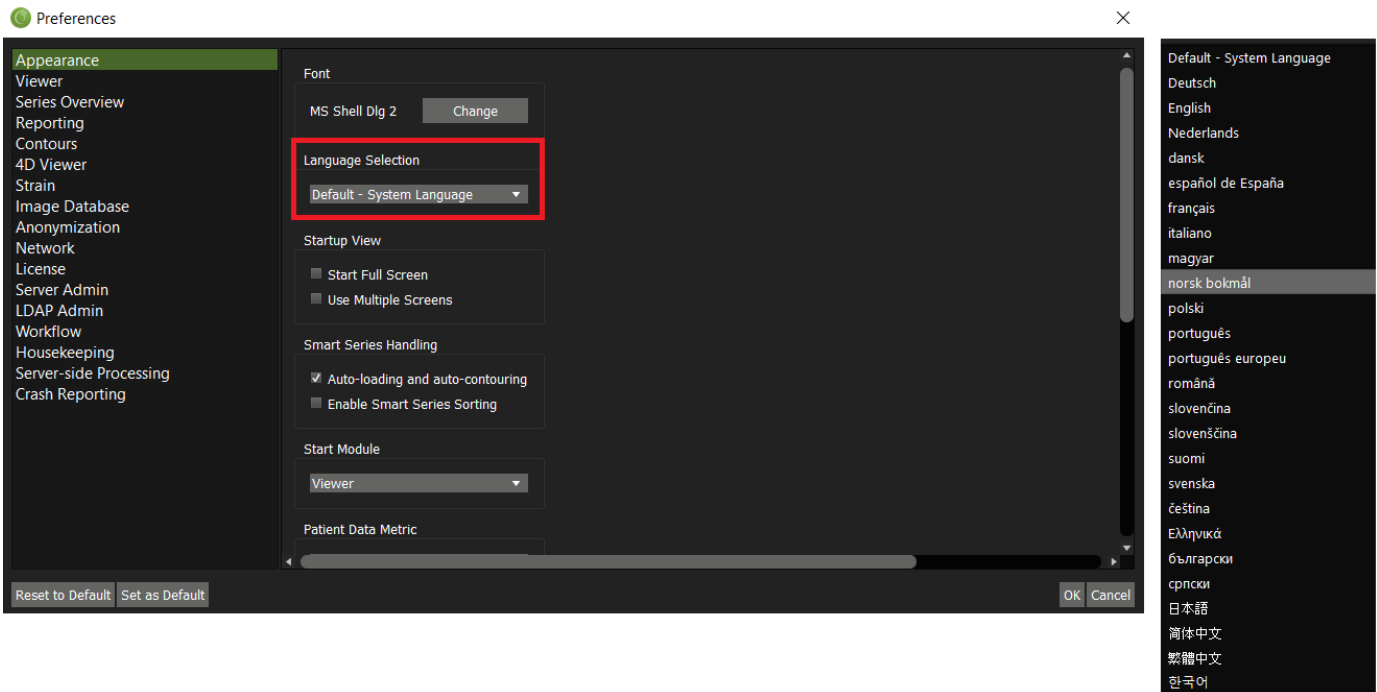 Preferences
Appearance
Viewer
Series Overview
Reporting
Contours
4D Viewer
Strain
Image Database
Anonymization
Network
License
Server Admin
LDAP Admin
Workflow
Housekeeping
Server-side Processing
Crash Reporting
Font
MS Shell Dlg 2 Change
Language Selection
Default - System Language
Startup View
Start Full Screen
Use Multiple Screens
Smart Series Handling
Auto-loading and auto-contouring
Enable Smart Series Sorting
Start Module
Viewer
Patient Data Metric
Reset to Default Set as Default
OK Cancel
Default - System Language
Deutsch
English
Nederlands
dansk
español de España
français
italiano
magyar
norsk bokmål
polski
português
português europeu
română
slovenčina
slovenščina
suomi
svenska
čeština
Ελληνικά
български
српски
日本語
简体中文
繁體中文
한국어